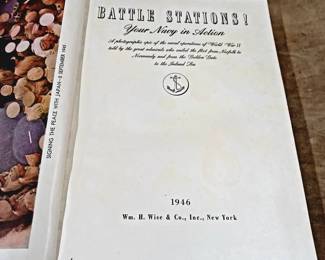 BATTLE STATIONS!
Your Navy in Action
A photographic epic of the naval operations of World War II
told by the great admirals who sailed the fleet from Norfolk to
Normandy and from the Golden Gate
to the Inland Sea
1946
Wm. H. Wise & Co., Inc., New York
SIGNING THE PEACE WITH JAPAN—2 SEPTEMBER 1945